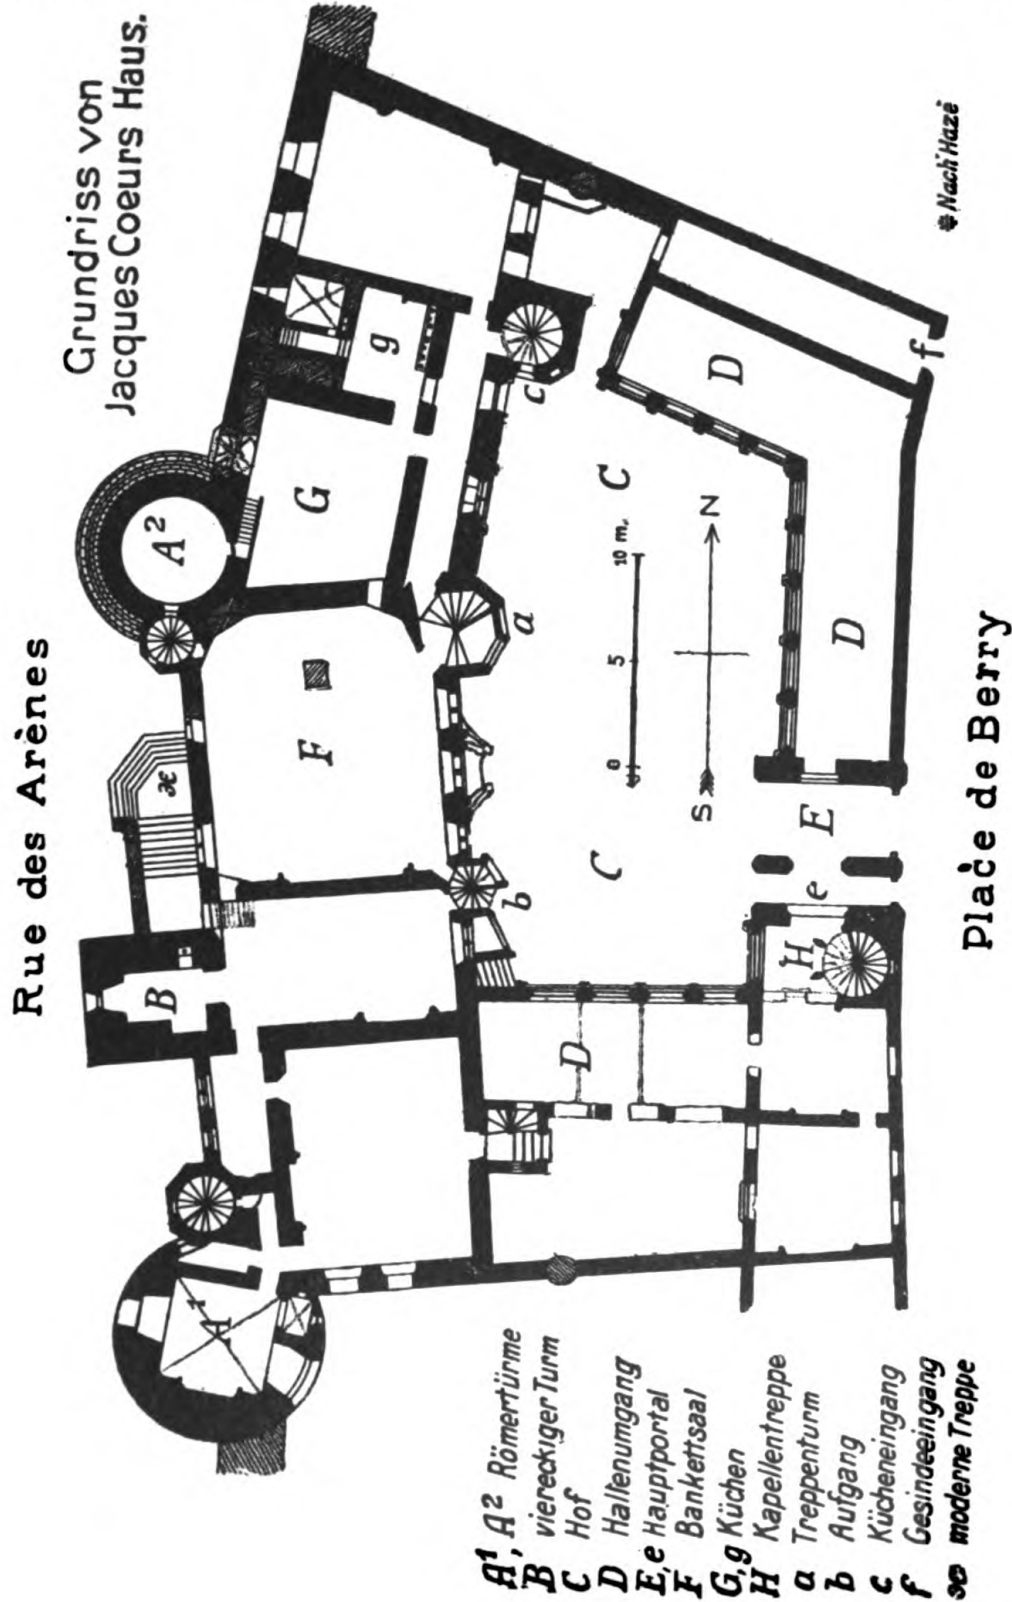 Grundriss von
Jacques Coeurs Haus.
Rue des Arènes
A²
g
G
c
C
D
f
a
F
æ
N
10 m.
5
0
S
D
E
e
C
b
B
D
H
A¹
Place de Berry
* Nach Hazé
A¹, A² Römertürme
B viereckiger Turm
C Hof
D Hallenumgang
E, e Hauptportal
F Bankettsaal
G, g Küchen
H Kapellentreppe
a Treppenturm
b Aufgang
c Kücheneingang
f Gesindeeingang
æ moderne Treppe